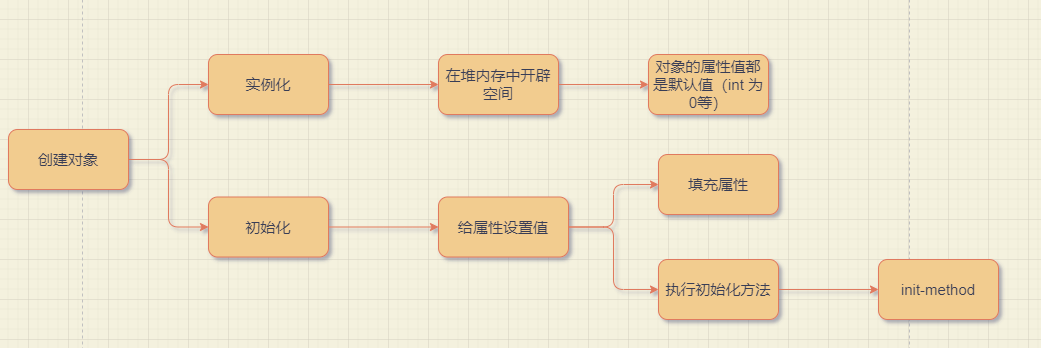 实例化
在堆内存中开辟
空间
对象的属性值都
是默认值（int 为
0等）
创建对象
填充属性
初始化
给属性设置值
执行初始化方法
init-method